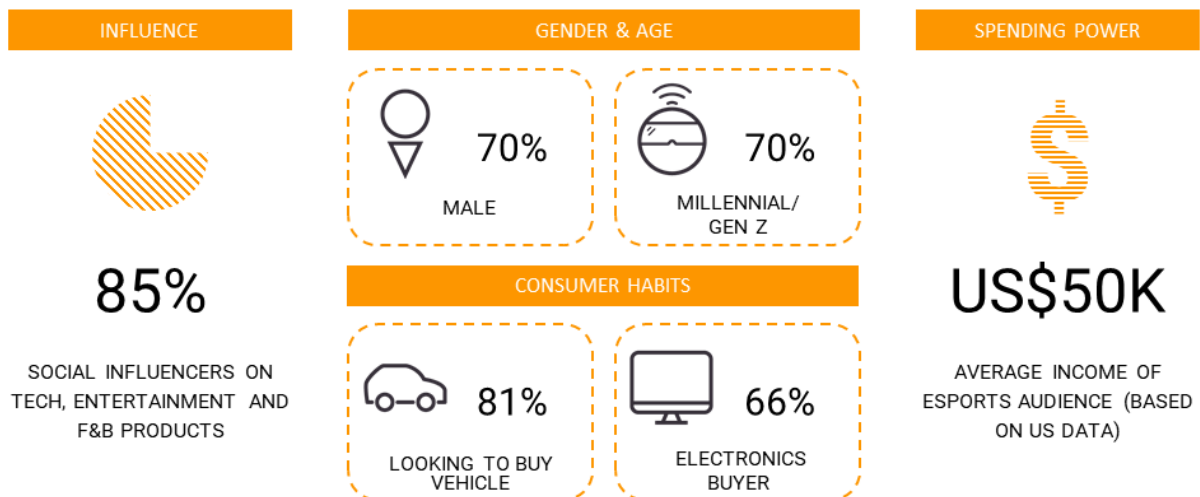 INFLUENCE
85%
SOCIAL INFLUENCERS ON
TECH, ENTERTAINMENT AND
F&B PRODUCTS
GENDER & AGE
70%
MALE
70%
MILLENNIAL/
GEN Z
CONSUMER HABITS
81%
LOOKING TO BUY
VEHICLE
66%
ELECTRONICS
BUYER
SPENDING POWER
$
US$50K
AVERAGE INCOME OF
ESPORTS AUDIENCE (BASED
ON US DATA)